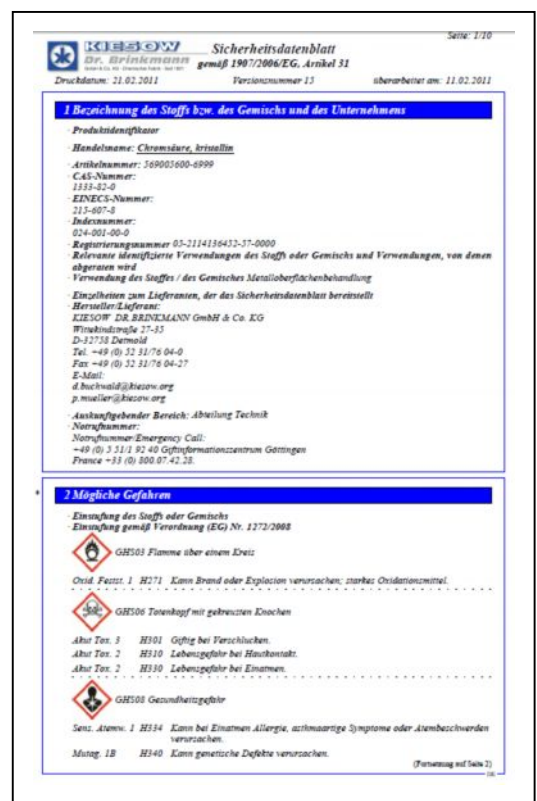 Seite: 1/10
KIESOW
Dr. Brinkmann
GmbH & Co. KG · Chemische Fabrik · Seit 1907
Sicherheitsdatenblatt
gemäß 1907/2006/EG, Artikel 31
Druckdatum: 21.02.2011 Versionsnummer 15 überarbeitet am: 11.02.2011
1 Bezeichnung des Stoffs bzw. des Gemischs und des Unternehmens
· Produktidentifikator
· Handelsname: Chromsäure, kristallin
· Artikelnummer: 569005600-6999
· CAS-Nummer:
1333-82-0
· EINECS-Nummer:
215-607-8
· Indexnummer:
024-001-00-0
· Registrierungsnummer 05-2114136452-57-0000
· Relevante identifizierte Verwendungen des Stoffs oder Gemischs und Verwendungen, von denen
abgeraten wird
· Verwendung des Stoffes / des Gemisches Metalloberflächenbehandlung
· Einzelheiten zum Lieferanten, der das Sicherheitsdatenblatt bereitstellt
· Hersteller/Lieferant:
KIESOW DR.BRINKMANN GmbH & Co. KG
Wittekindstraße 27-35
D-32758 Detmold
Tel. +49 (0) 52 31/76 04-0
Fax +49 (0) 52 31/76 04-27
E-Mail:
d.buchwald@kiesow.org
p.mueller@kiesow.org
· Auskunftgebender Bereich: Abteilung Technik
· Notrufnummer:
Notrufnummer/Emergency Call:
+49 (0) 5 51/1 92 40 Giftinformationszentrum Göttingen
France +33 (0) 800.07.42.28.
* 2 Mögliche Gefahren
· Einstufung des Stoffs oder Gemischs
· Einstufung gemäß Verordnung (EG) Nr. 1272/2008
GHS03 Flamme über einem Kreis
Oxid. Festst. 1 H271 Kann Brand oder Explosion verursachen; starkes Oxidationsmittel.
GHS06 Totenkopf mit gekreuzten Knochen
Akut Tox. 3 H301 Giftig bei Verschlucken.
Akut Tox. 2 H310 Lebensgefahr bei Hautkontakt.
Akut Tox. 2 H330 Lebensgefahr bei Einatmen.
GHS08 Gesundheitsgefahr
Sens. Atemw. 1 H334 Kann bei Einatmen Allergie, asthmaartige Symptome oder Atembeschwerden
verursachen.
Mutag. 1B H340 Kann genetische Defekte verursachen.
(Fortsetzung auf Seite 2)